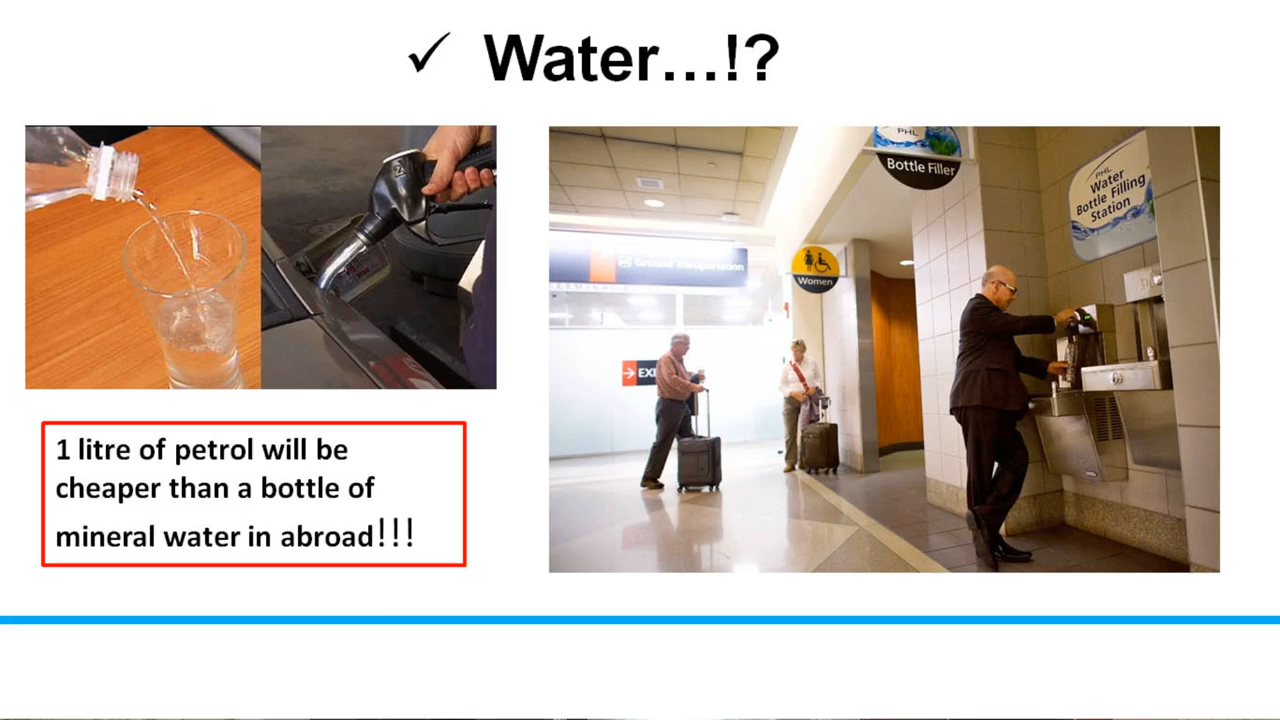 ✓ Water...!?
1 litre of petrol will be
cheaper than a bottle of
mineral water in abroad!!!
PHL
Bottle Filler
PHL
Water
Bottle Filling
Station
Ground Transportation
Women
→ EXI